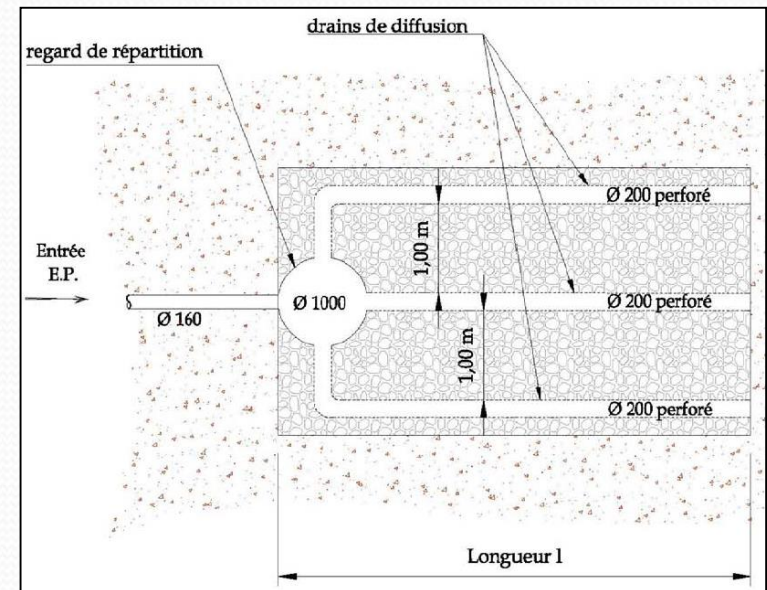 drains de diffusion
regard de répartition
Ø 200 perforé
1,00 m
Entrée
E.P.
Ø 160
Ø 1000
Ø 200 perforé
1,00 m
Ø 200 perforé
Longueur l